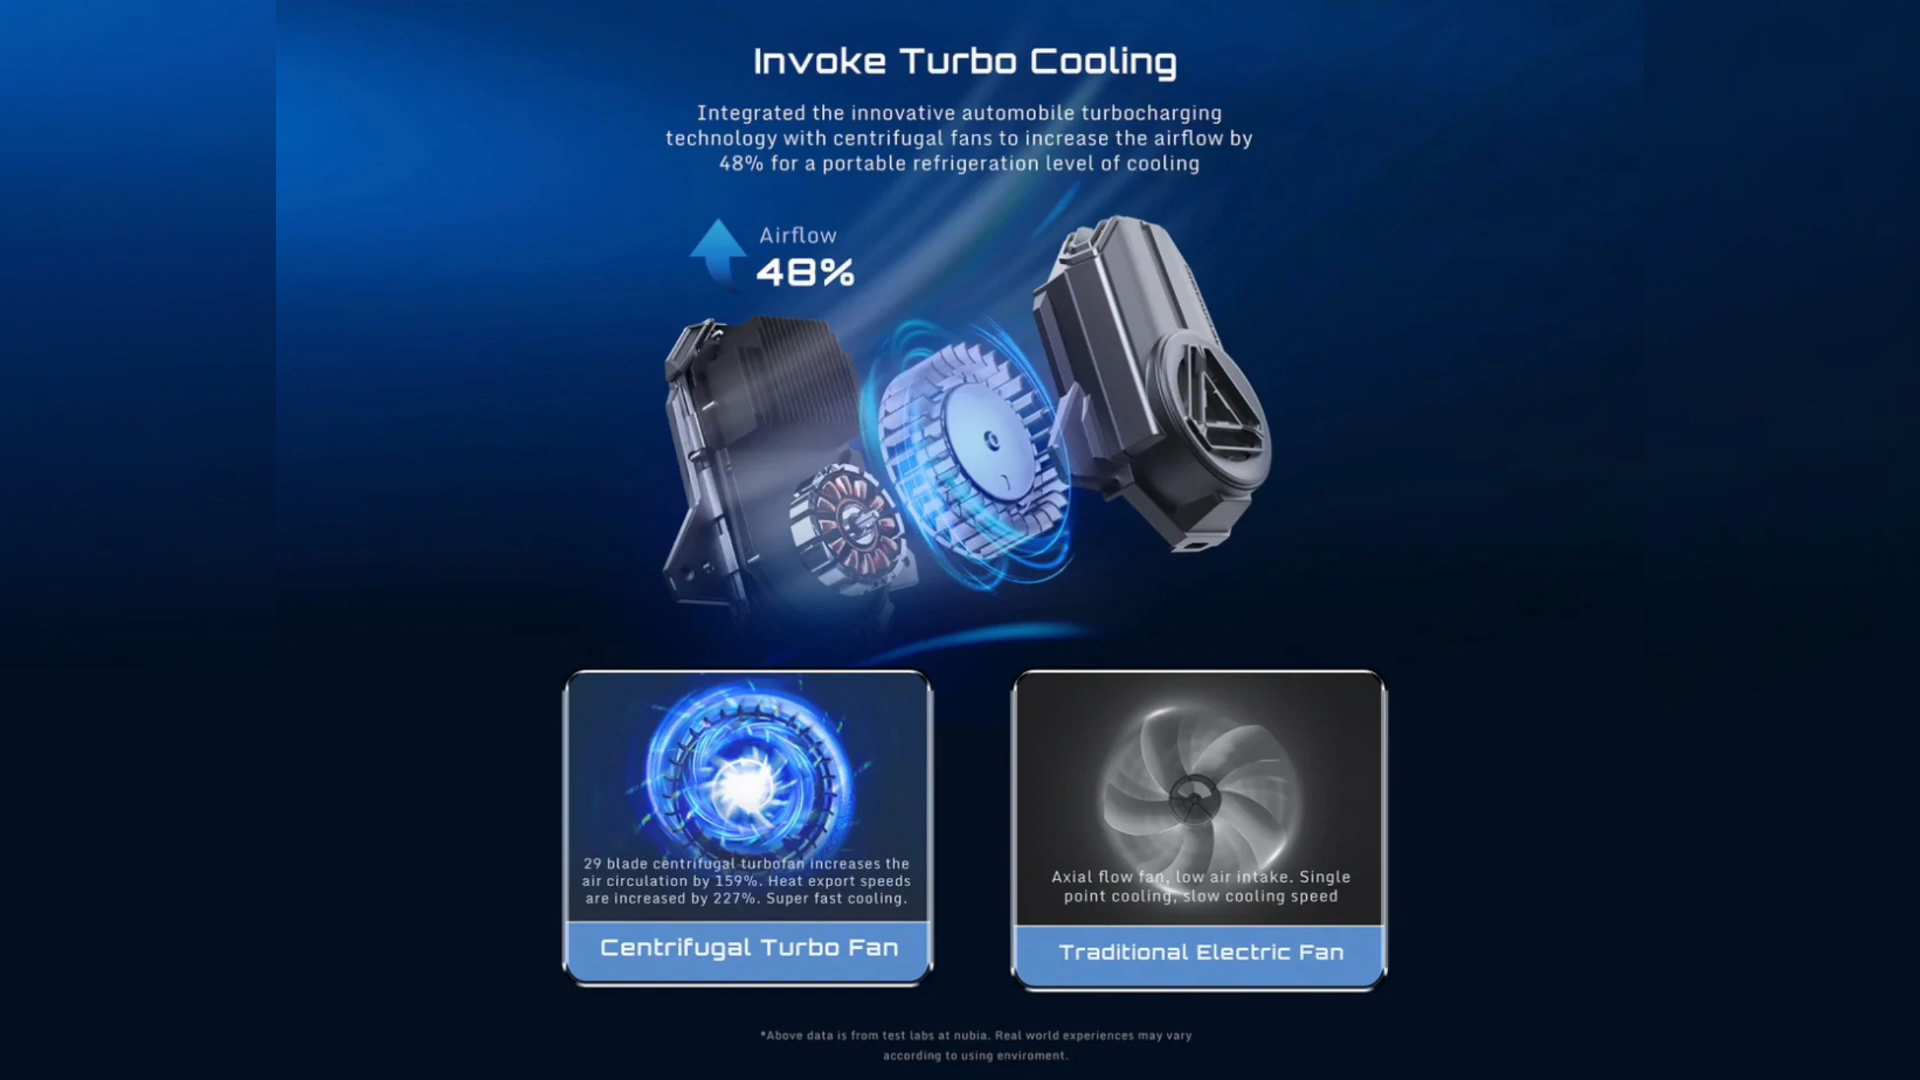 Invoke Turbo Cooling
Integrated the innovative automobile turbocharging
technology with centrifugal fans to increase the airflow by
48% for a portable refrigeration level of cooling
Airflow
48%
29 blade centrifugal turbofan increases the
air circulation by 159%. Heat export speeds
are increased by 227%. Super fast cooling.
Centrifugal Turbo Fan
Axial flow fan, low air intake. Single
point cooling, slow cooling speed
Traditional Electric Fan
*Above data is from test labs at nubia. Real world experiences may vary
according to using enviroment.